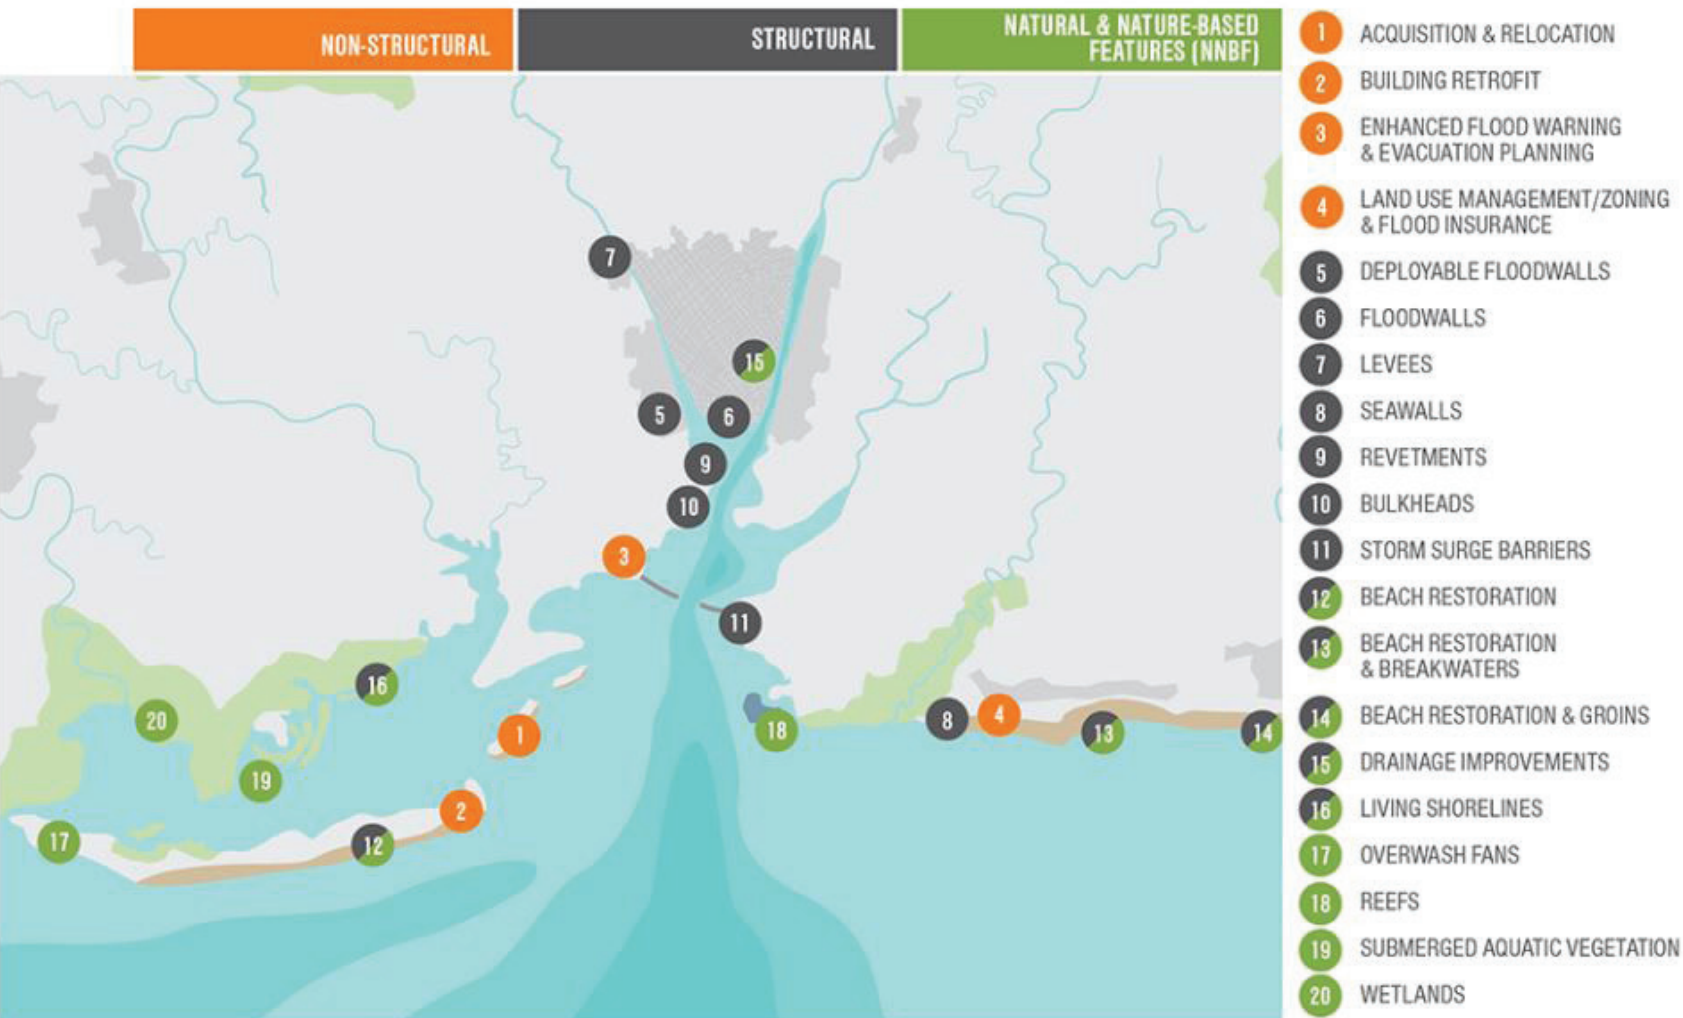 NON-STRUCTURAL
STRUCTURAL
NATURAL & NATURE-BASED
FEATURES (NNBF)
7
15
5
6
9
10
3
11
16
20
1
18
8
4
13
14
19
2
17
12
1 ACQUISITION & RELOCATION
2 BUILDING RETROFIT
3 ENHANCED FLOOD WARNING
& EVACUATION PLANNING
4 LAND USE MANAGEMENT/ZONING
& FLOOD INSURANCE
5 DEPLOYABLE FLOODWALLS
6 FLOODWALLS
7 LEVEES
8 SEAWALLS
9 REVETMENTS
10 BULKHEADS
11 STORM SURGE BARRIERS
12 BEACH RESTORATION
13 BEACH RESTORATION
& BREAKWATERS
14 BEACH RESTORATION & GROINS
15 DRAINAGE IMPROVEMENTS
16 LIVING SHORELINES
17 OVERWASH FANS
18 REEFS
19 SUBMERGED AQUATIC VEGETATION
20 WETLANDS